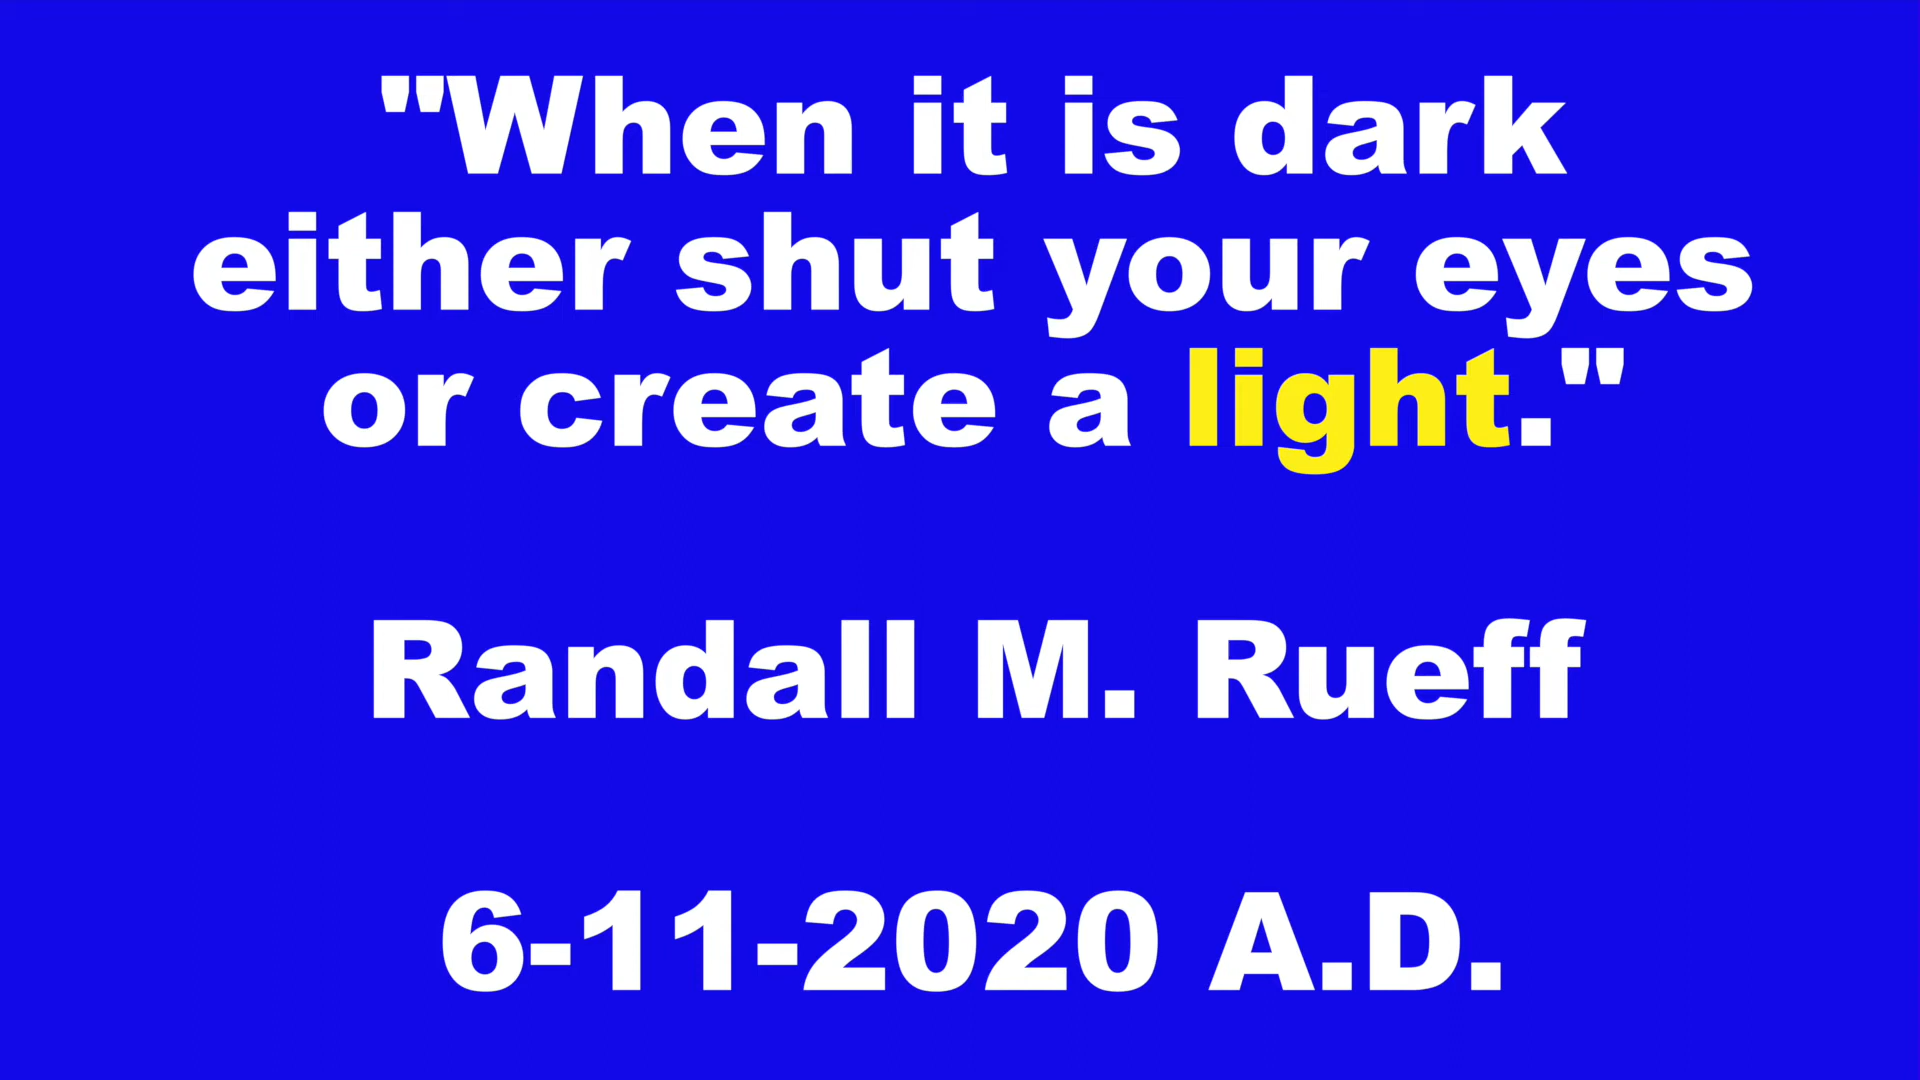 "When it is dark
either shut your eyes
or create a light."
Randall M. Rueff
6-11-2020 A.D.